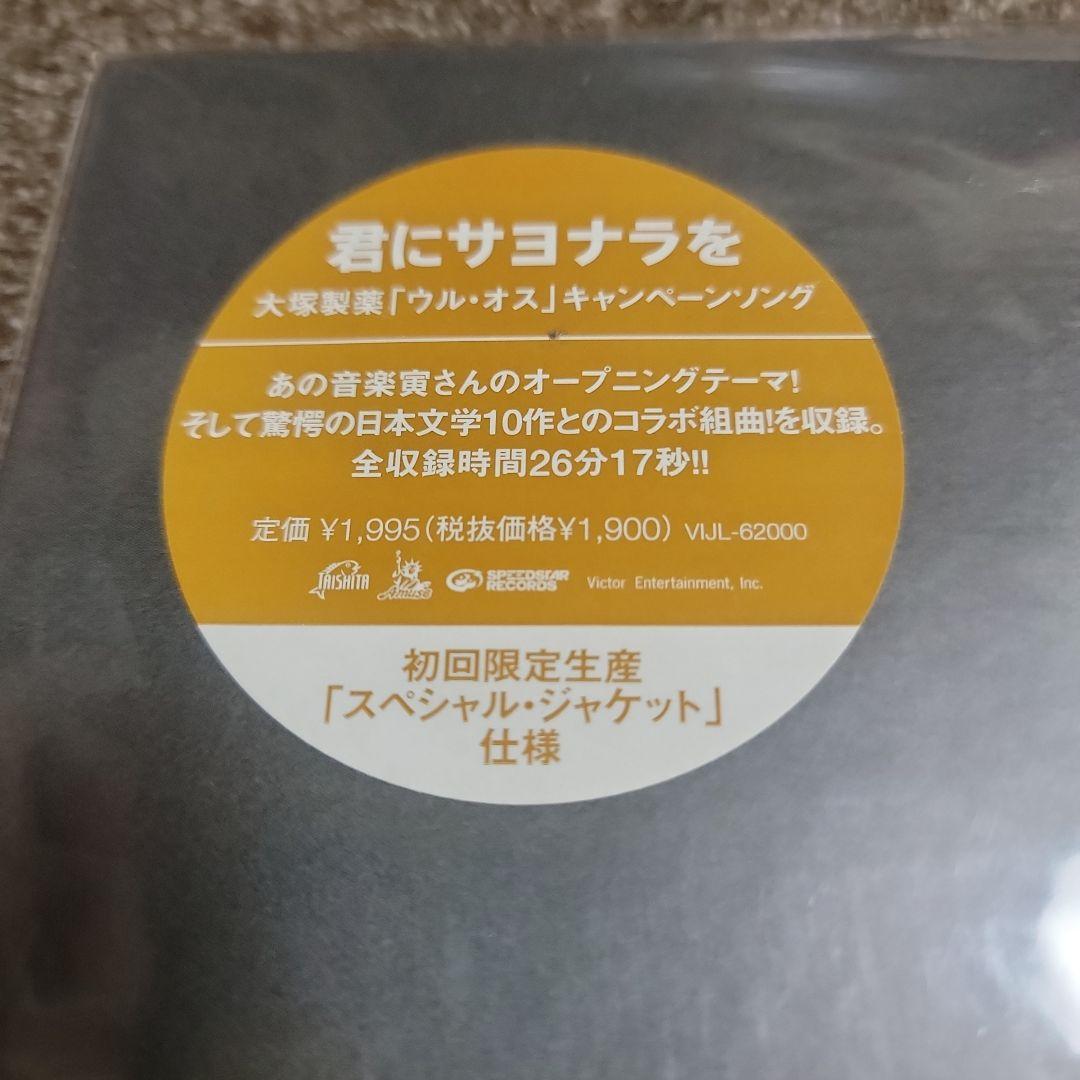 君にサヨナラを
大塚製薬「ウル・オス」キャンペーンソング
あの音楽寅さんのオープニングテーマ!
そして驚愕の日本文学10作とのコラボ組曲!を収録。
全収録時間26分17秒!!
定価 ¥1,995(税抜価格¥1,900) VIJL-62000
TAISHITA Amuse SPEEDSTAR RECORDS Victor Entertainment, Inc.
初回限定生産
「スペシャル・ジャケット」
仕様